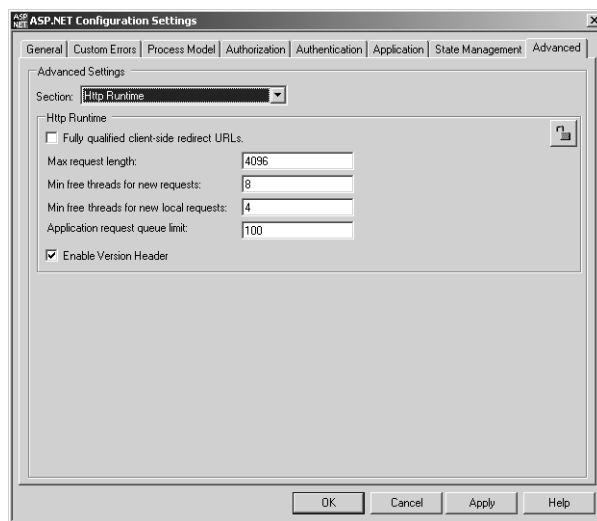 ASP.NET ASP.NET Configuration Settings
General Custom Errors Process Model Authorization Authentication Application State Management Advanced
Advanced Settings
Section: Http Runtime
Http Runtime
Fully qualified client-side redirect URLs.
Max request length: 4096
Min free threads for new requests: 8
Min free threads for new local requests: 4
Application request queue limit: 100
Enable Version Header
OK Cancel Apply Help